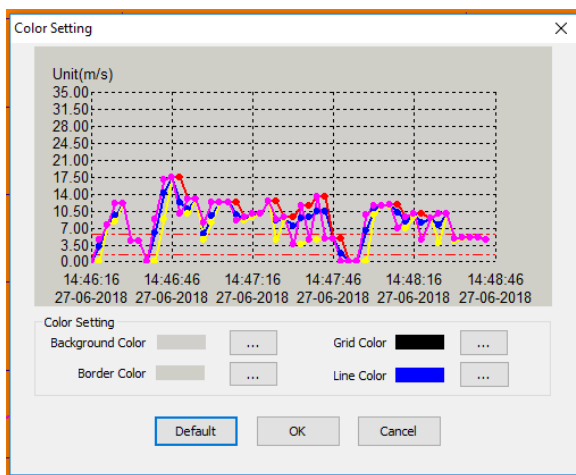 Color Setting
Unit(m/s)
35.00
31.50
28.00
24.50
21.00
17.50
14.00
10.50
7.00
3.50
0.00
14:46:16 14:46:46 14:47:16 14:47:46 14:48:16 14:48:46
27-06-2018 27-06-2018 27-06-2018 27-06-2018 27-06-2018 27-06-2018
Color Setting
Background Color ... Grid Color ...
Border Color ... Line Color ...
Default OK Cancel